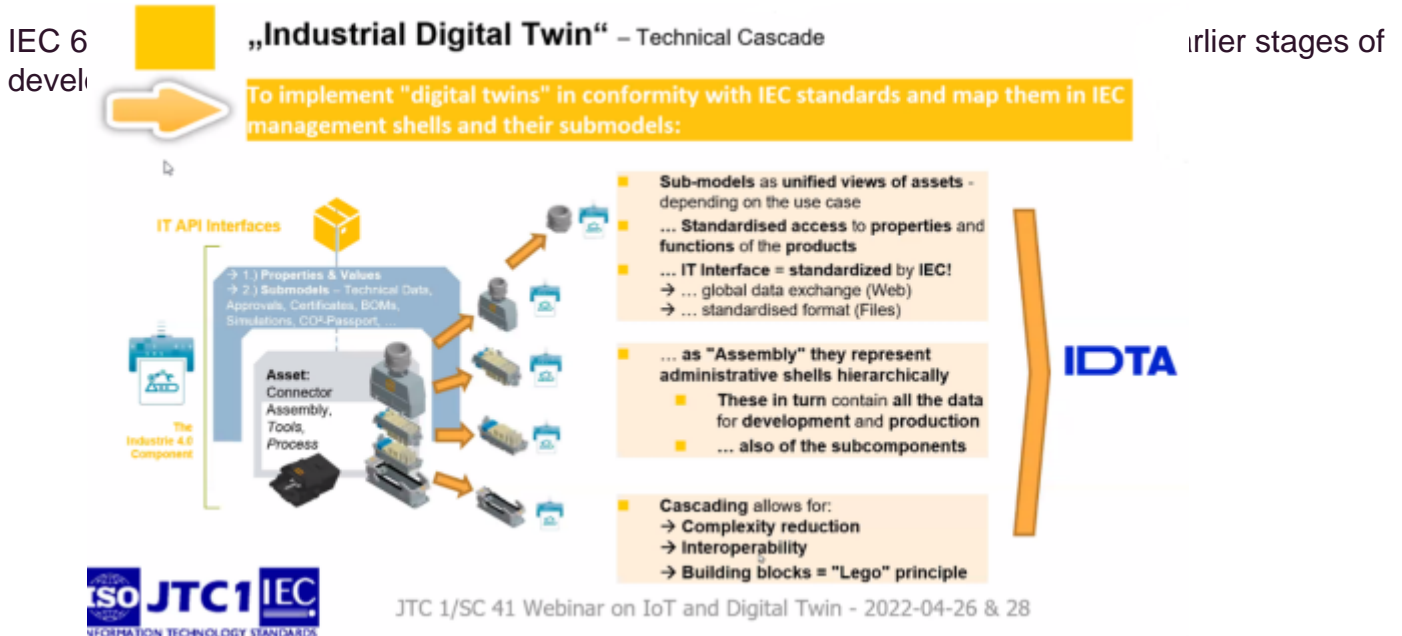 IEC 6
„Industrial Digital Twin“ – Technical Cascade
rlier stages of
devel
To implement "digital twins" in conformity with IEC standards and map them in IEC
management shells and their submodels:
IT API Interfaces
→ 1.) Properties & Values
→ 2.) Submodels – Technical Data,
Approvals, Certificates, BOMs,
Simulations, CO²-Passport, ...
Asset:
Connector
Assembly,
Tools,
Process
The
Industrie 4.0
Component
Sub-models as unified views of assets -
depending on the use case
... Standardised access to properties and
functions of the products
... IT Interface = standardized by IEC!
→ ... global data exchange (Web)
→ ... standardised format (Files)
... as "Assembly" they represent
administrative shells hierarchically
These in turn contain all the data
for development and production
... also of the subcomponents
Cascading allows for:
→ Complexity reduction
→ Interoperability
→ Building blocks = "Lego" principle
IDTA
ISO JTC1 IEC
INFORMATION TECHNOLOGY STANDARDS
JTC 1/SC 41 Webinar on IoT and Digital Twin - 2022-04-26 & 28